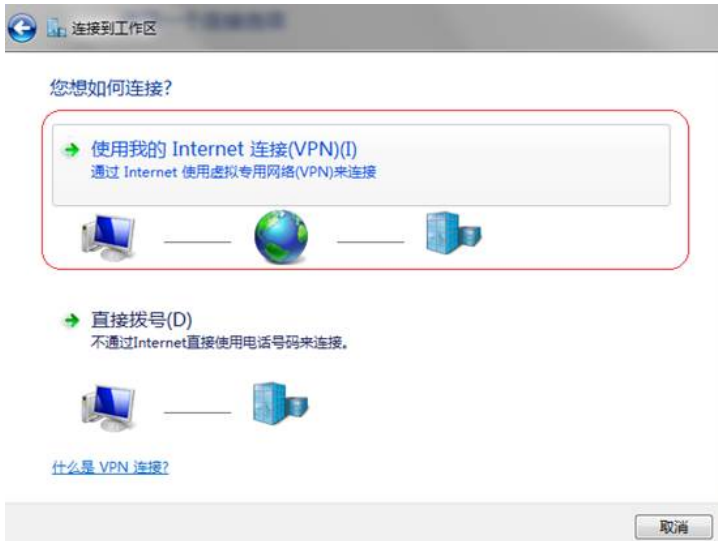 连接到工作区
您想如何连接?
使用我的 Internet 连接(VPN)(I)
通过 Internet 使用虚拟专用网络(VPN)来连接
直接拨号(D)
不通过Internet直接使用电话号码来连接。
什么是 VPN 连接?
取消